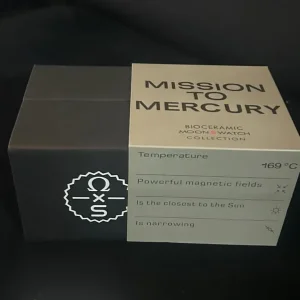 MISSION
TO
MERCURY
BIOCERAMIC
MOONSWATCH
COLLECTION
Temperature
169 °C
Powerful magnetic fields
Is the closest to the Sun
Is narrowing
Ω
×
S